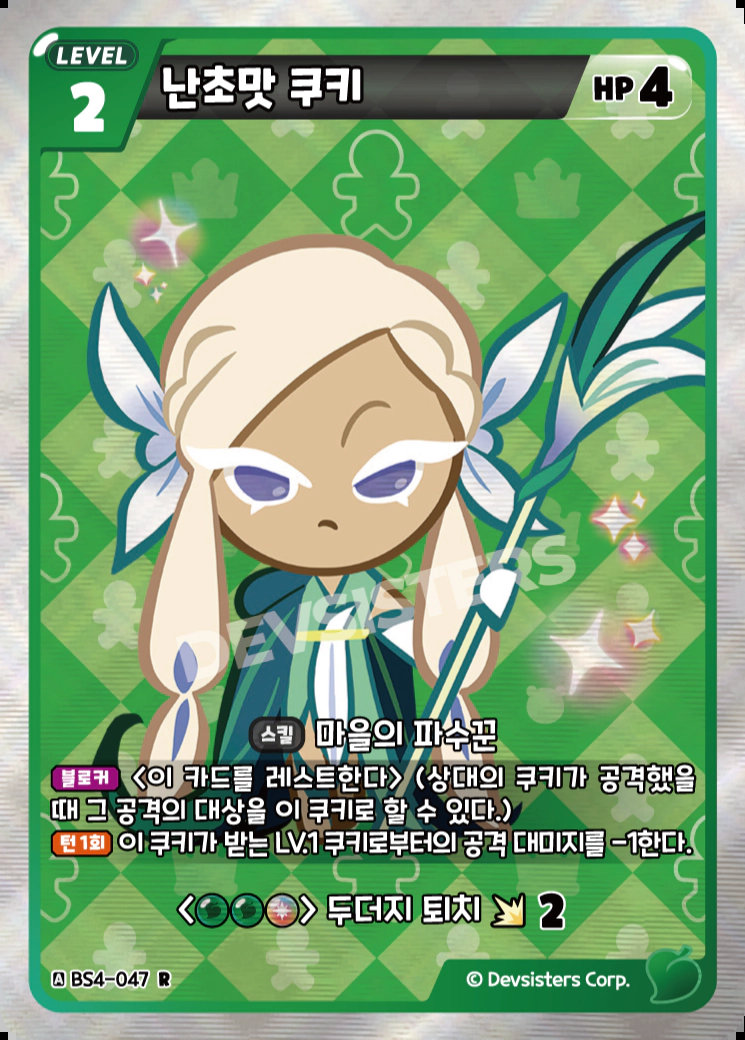 LEVEL
2
난초맛 쿠키
HP 4
DEVSISTERS
스킬 마을의 파수꾼
블로커 <이 카드를 레스트한다> (상대의 쿠키가 공격했을
때 그 공격의 대상을 이 쿠키로 할 수 있다.)
턴 1회 이 쿠키가 받는 LV.1 쿠키로부터의 공격 대미지를 -1한다.
< > 두더지 퇴치 2
A BS4-047 R
© Devsisters Corp.